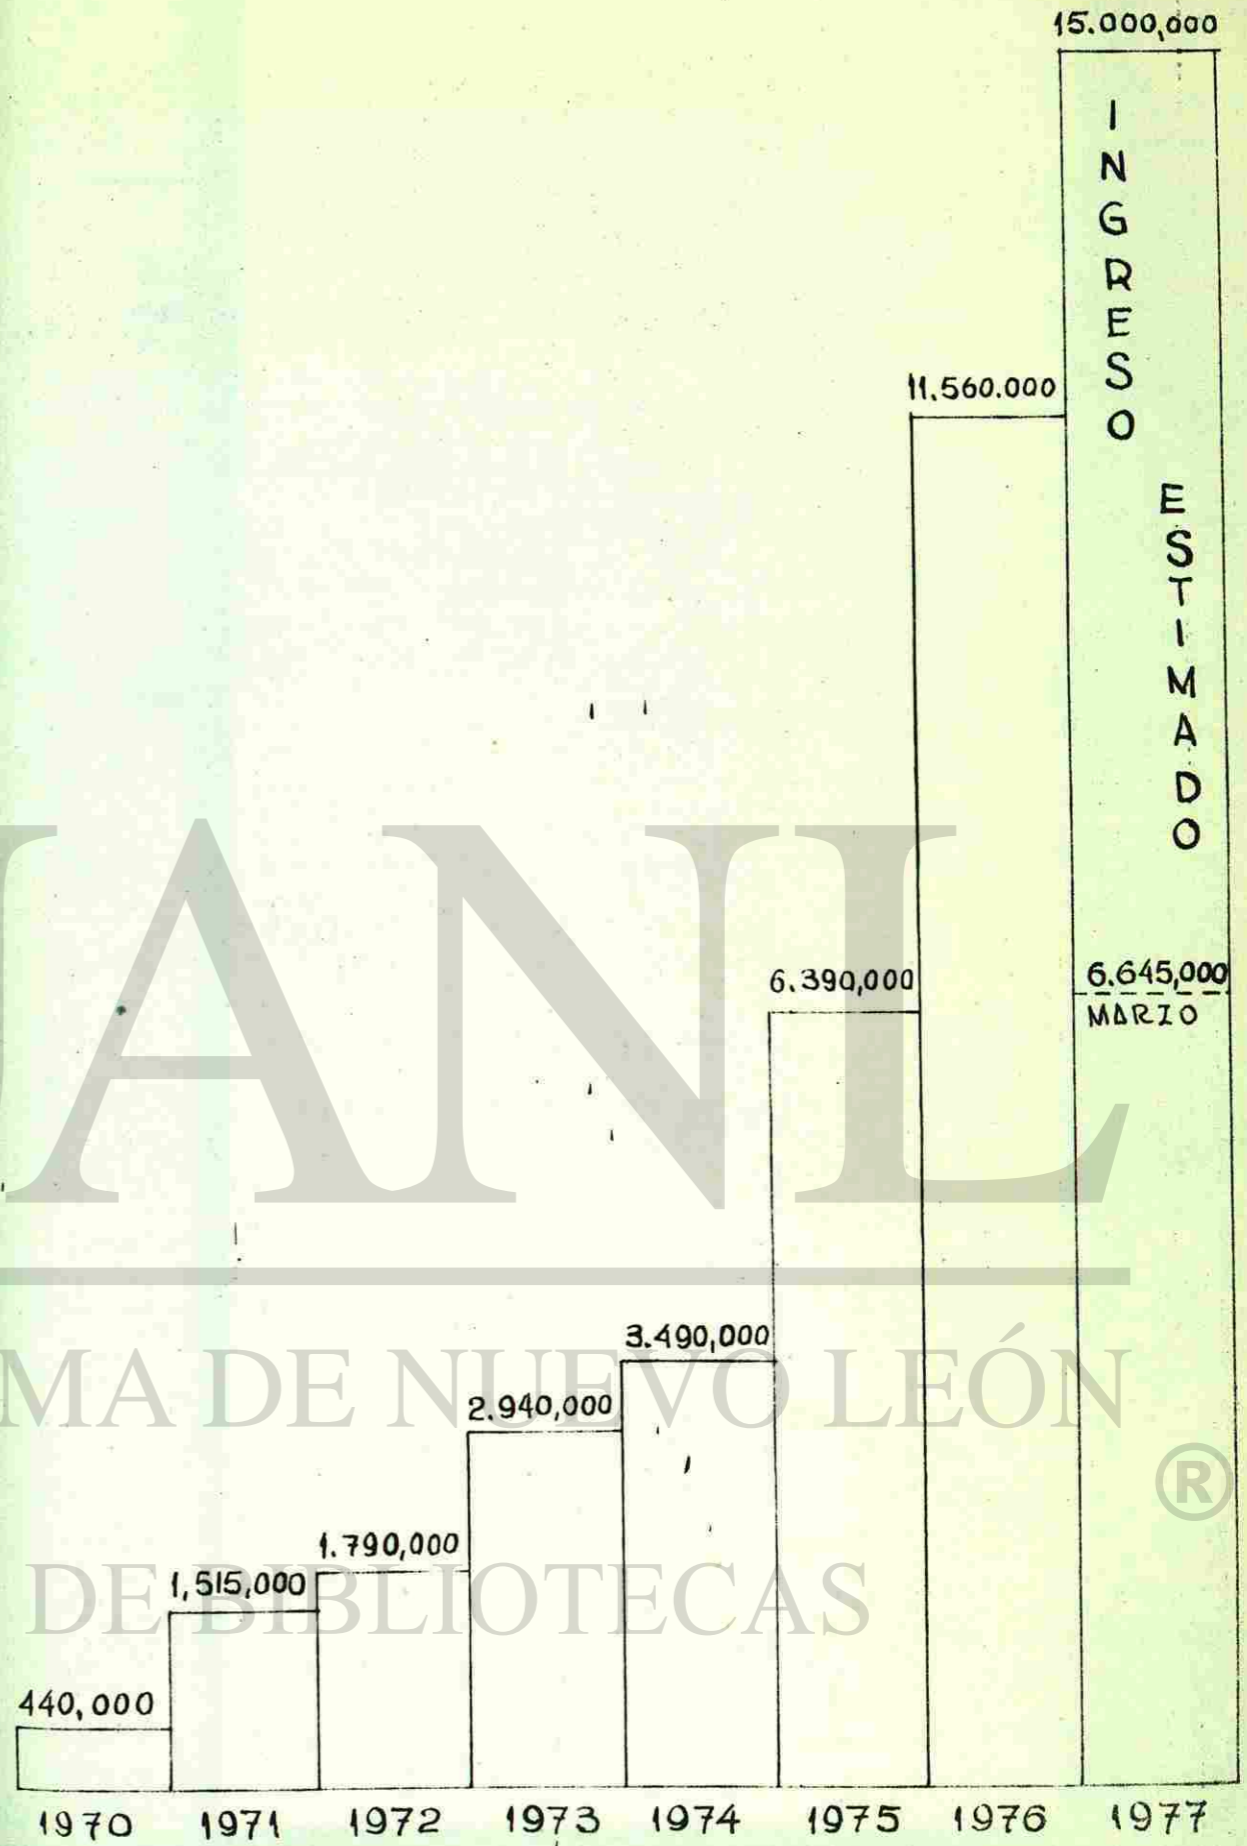 15.000,000
INGRESO
ESTIMADO
11.560.000
6.645,000
MARZO
6.390,000
3.490,000
2.940,000
1.790,000
1,515,000
440,000
1970 1971 1972 1973 1974 1975 1976 1977
UANL
MA DE NUEVO LEÓN
®
DE BIBLIOTECAS